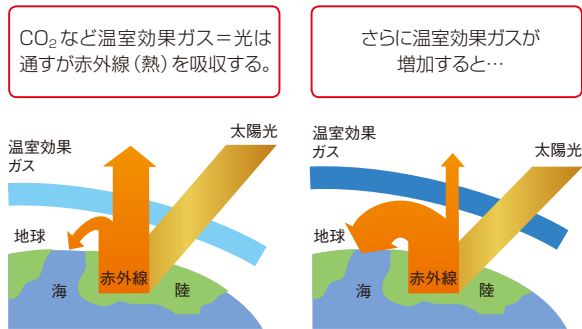 CO₂など温室効果ガス＝光は
通すが赤外線（熱）を吸収する。
さらに温室効果ガスが
増加すると…
太陽光
温室効果
ガス
地球
海
赤外線
陸
温室効果
ガス
太陽光
地球
海
赤外線
陸